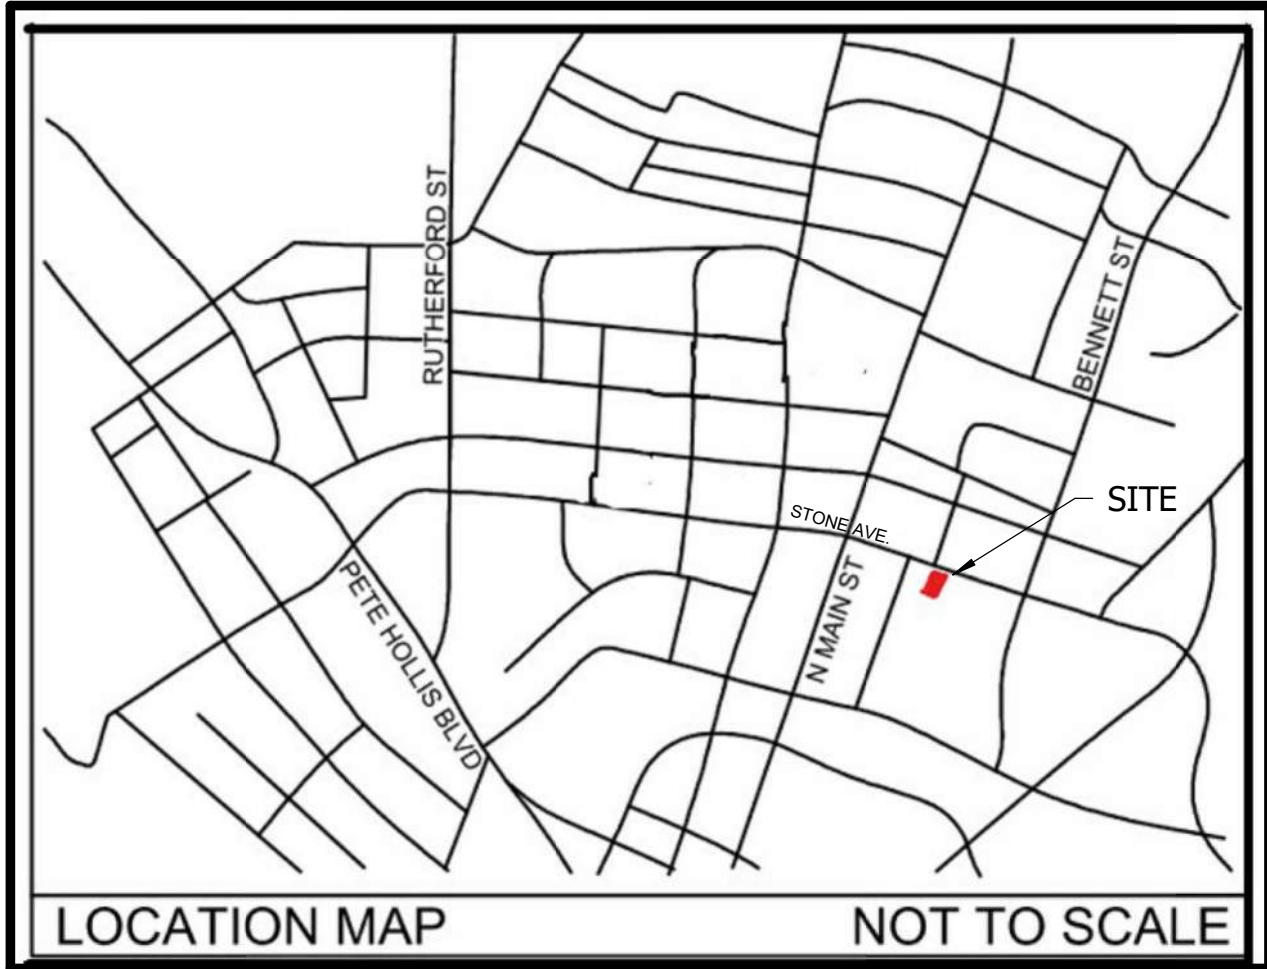 RUTHERFORD ST
BENNETT ST
SITE
STONE AVE.
N MAIN ST
PETE HOLLIS BLVD
LOCATION MAP
NOT TO SCALE